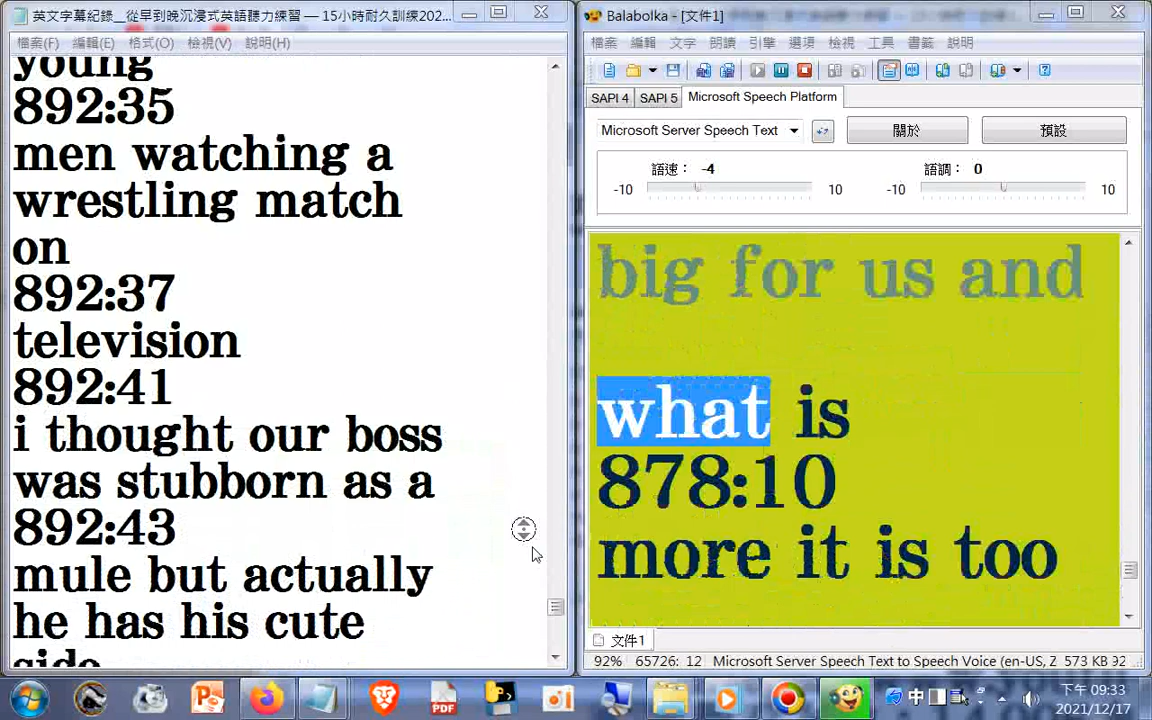 英文字幕紀錄__從早到晚沉浸式英語聽力練習 — 15小時耐久訓練202...
檔案(F) 編輯(E) 格式(O) 檢視(V) 說明(H)
young
892:35
men watching a
wrestling match
on
892:37
television
892:41
i thought our boss
was stubborn as a
892:43
mule but actually
he has his cute
side
Balabolka - [文件1]
檔案 編輯 文字 朗讀 引擎 選項 檢視 工具 書籤 說明
SAPI 4 SAPI 5 Microsoft Speech Platform
Microsoft Server Speech Text 關於 預設
語速： -4 語調： 0
-10 10 -10 10
big for us and
what is
878:10
more it is too
文件1
92% 65726: 12 Microsoft Server Speech Text to Speech Voice (en-US, Z 573 KB 92
PDF 中 下午 09:33
2021/12/17